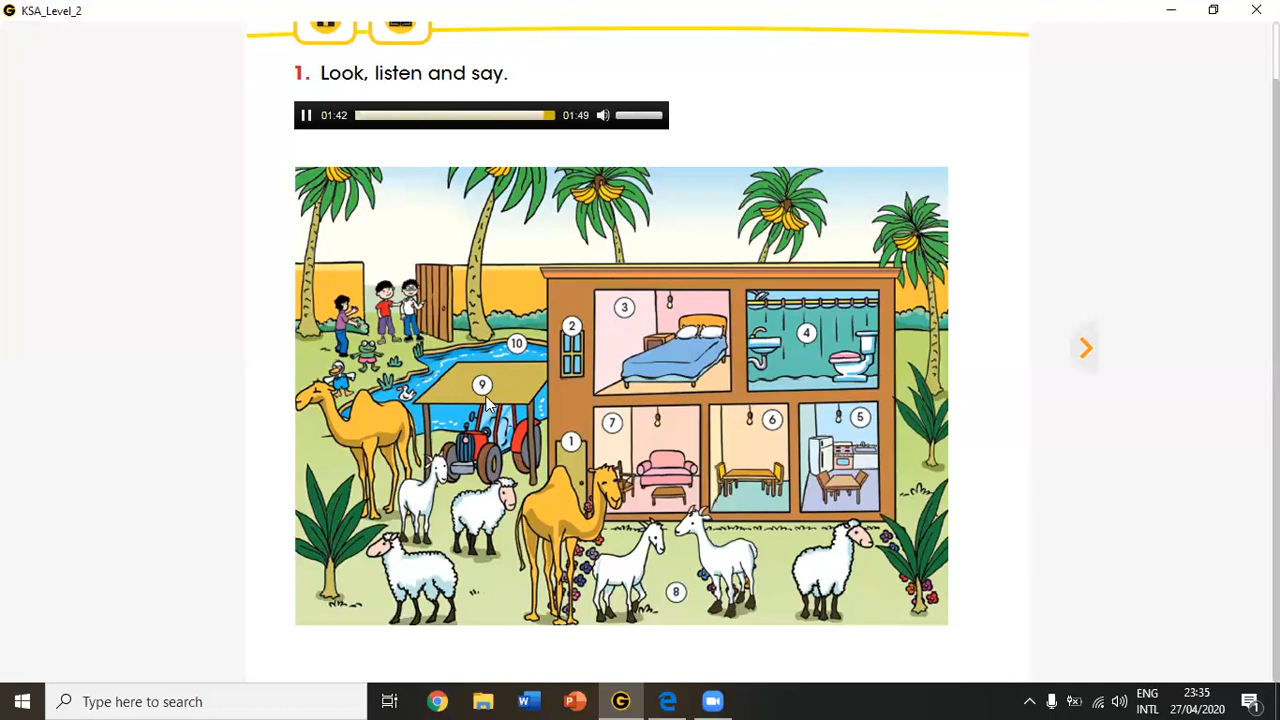 KSA_Level_2
1. Look, listen and say.
01:42 01:49
3
2
4
10
9
7
6
5
1
8
Type here to search
ENG 23:35
INTL 27/04/2020
1